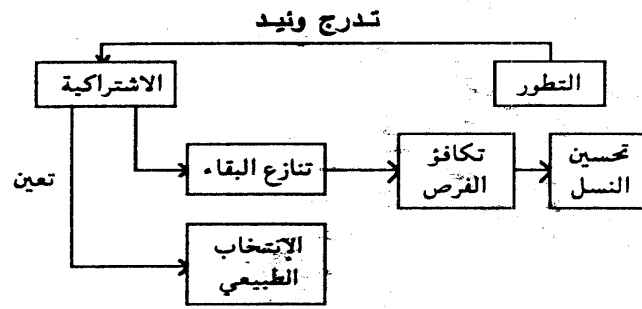 تدرج وئيد
التطور
الاشتراكية
تنازع البقاء
تكافؤ
الفرص
تحسين
النسل
تعين
الإنتخاب
الطبيعي